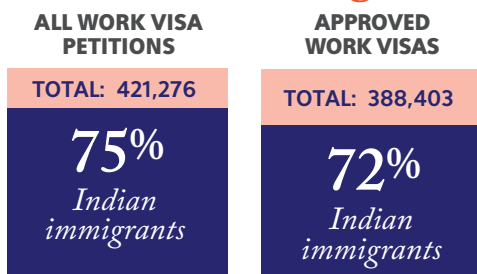 ALL WORK VISA
PETITIONS
TOTAL: 421,276
75%
Indian
immigrants
APPROVED
WORK VISAS
TOTAL: 388,403
72%
Indian
immigrants